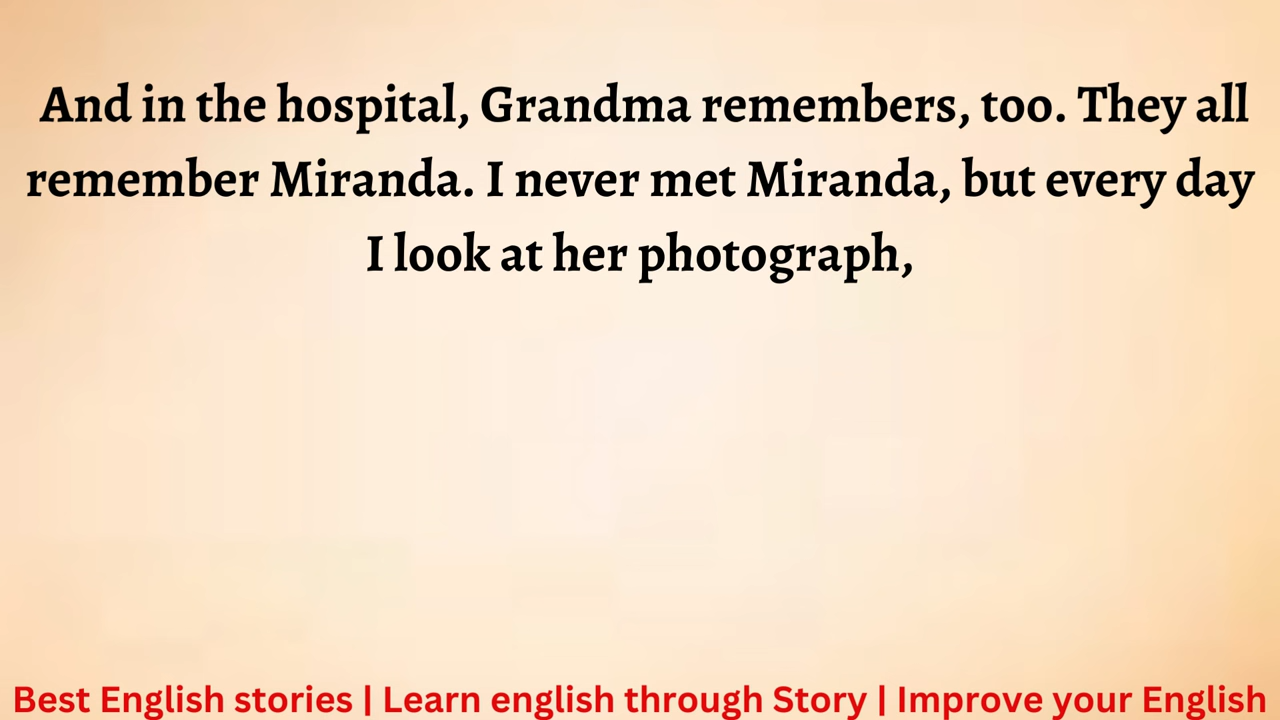 And in the hospital, Grandma remembers, too. They all
remember Miranda. I never met Miranda, but every day
I look at her photograph,
Best English stories | Learn english through Story | Improve your English